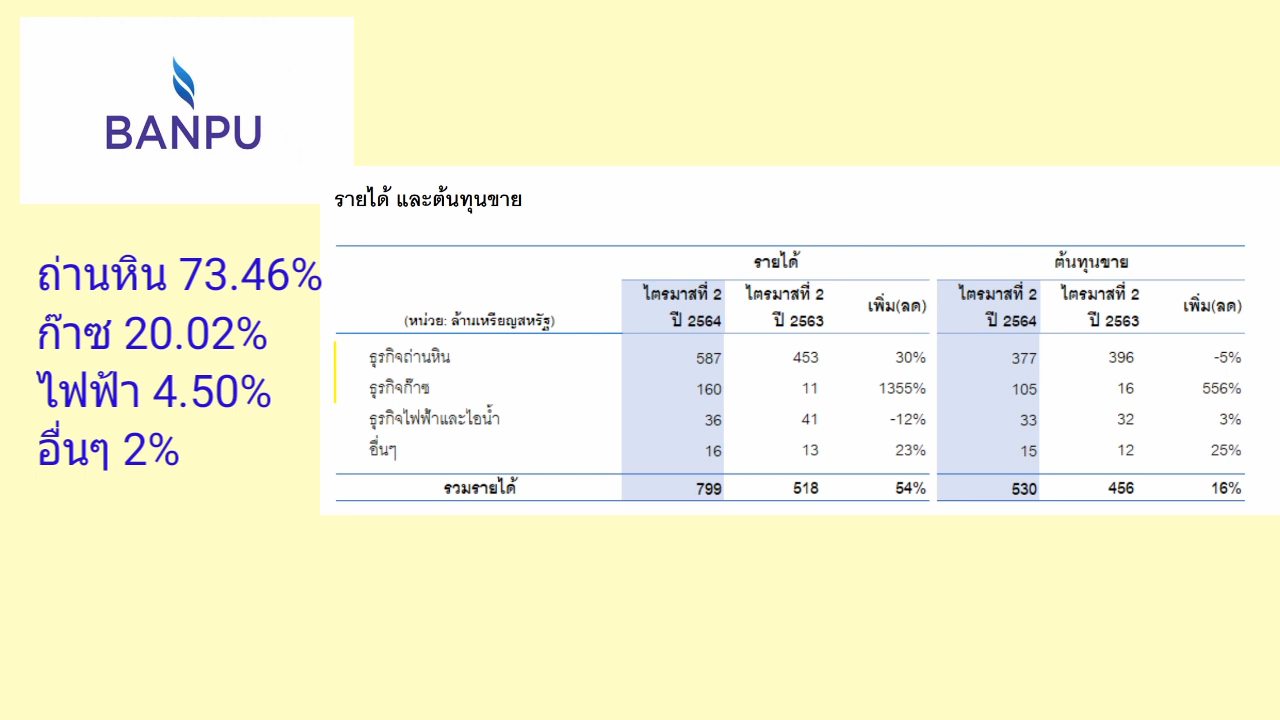 BANPU
รายได้ และต้นทุนขาย
ถ่านหิน 73.46%
ก๊าซ 20.02%
ไฟฟ้า 4.50%
อื่นๆ 2%
รายได้ ต้นทุนขาย
ไตรมาสที่ 2 ไตรมาสที่ 2 เพิ่ม(ลด) ไตรมาสที่ 2 ไตรมาสที่ 2 เพิ่ม(ลด)
(หน่วย: ล้านเหรียญสหรัฐ) ปี 2564 ปี 2563 ปี 2564 ปี 2563
ธุรกิจถ่านหิน 587 453 30% 377 396 -5%
ธุรกิจก๊าซ 160 11 1355% 105 16 556%
ธุรกิจไฟฟ้าและไอน้ำ 36 41 -12% 33 32 3%
อื่นๆ 16 13 23% 15 12 25%
รวมรายได้ 799 518 54% 530 456 16%